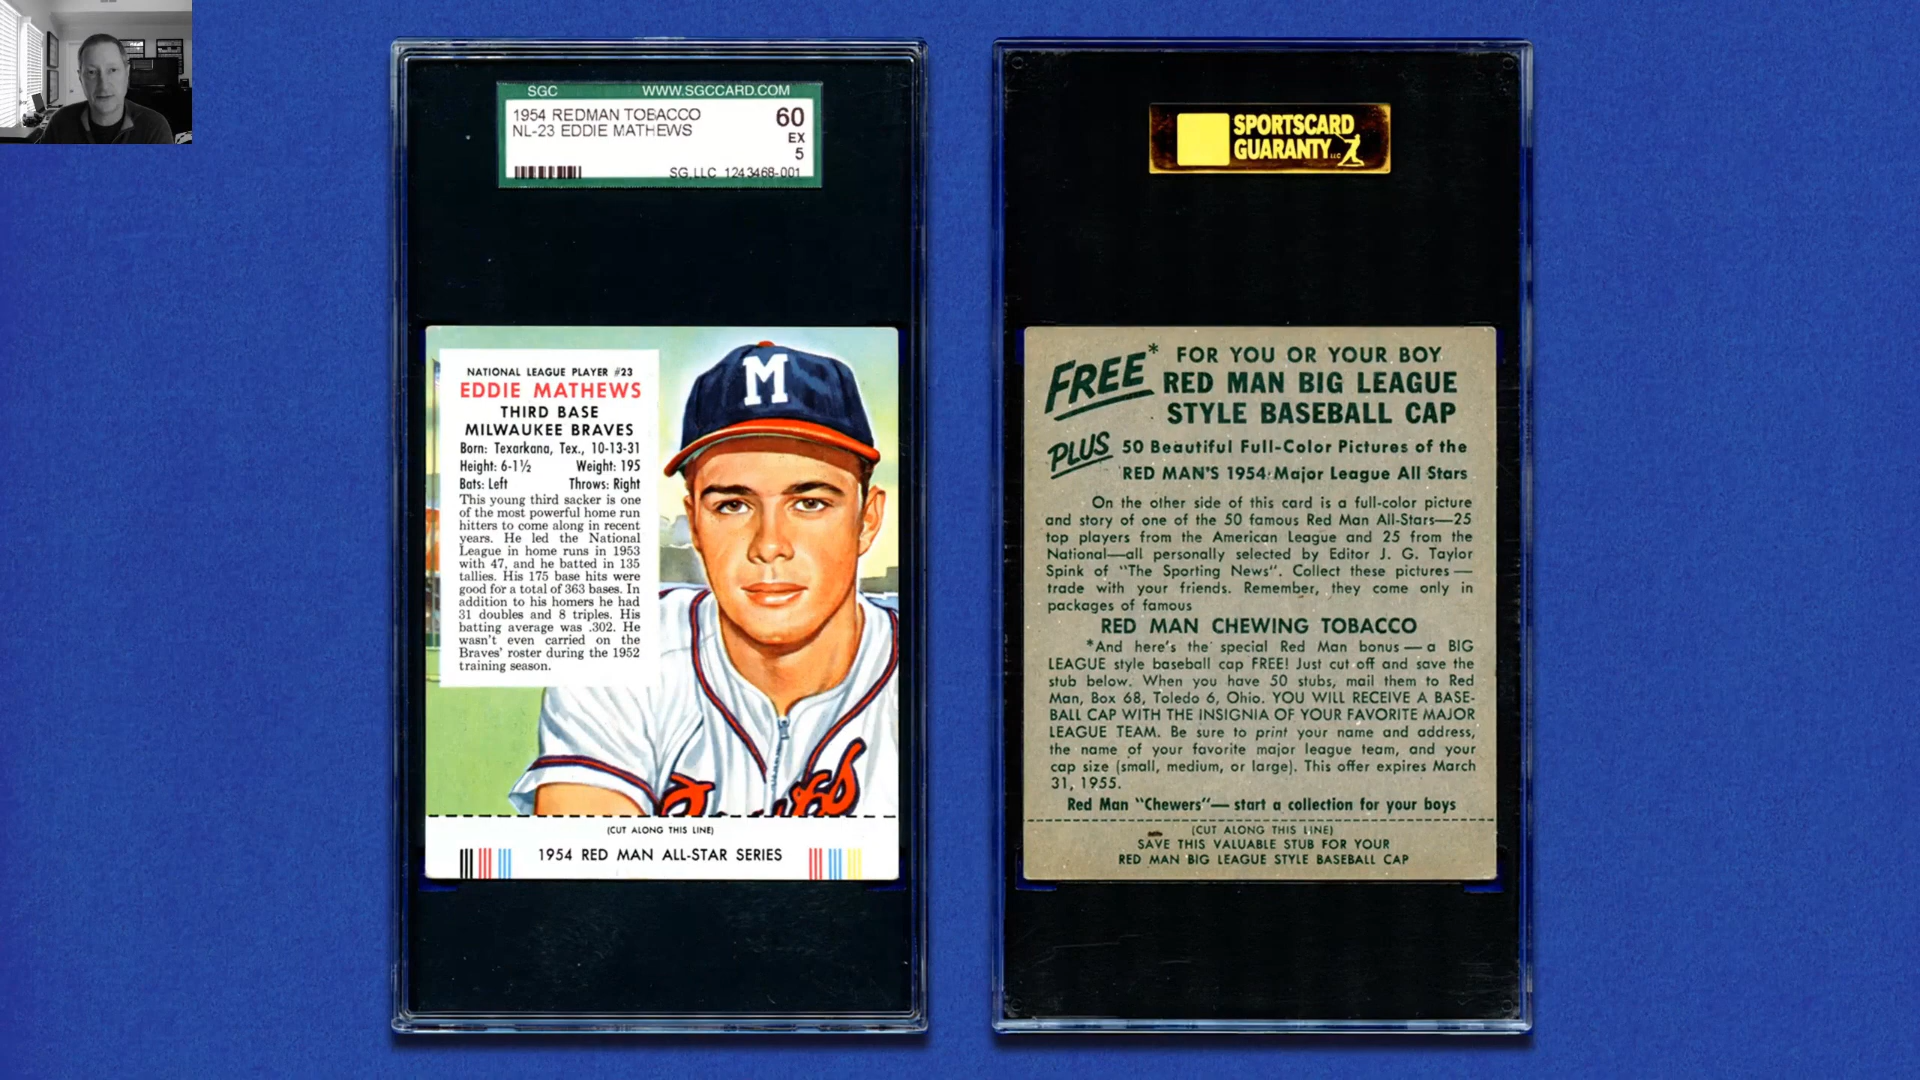 SGC WWW.SGCCARD.COM
1954 REDMAN TOBACCO
NL-23 EDDIE MATHEWS
60
EX
5
SG, LLC 1243468-001
NATIONAL LEAGUE PLAYER #23
EDDIE MATHEWS
THIRD BASE
MILWAUKEE BRAVES
Born: Texarkana, Tex., 10-13-31
Height: 6-1½ Weight: 195
Bats: Left Throws: Right
This young third sacker is one
of the most powerful home run
hitters to come along in recent
years. He led the National
League in home runs in 1953
with 47, and he batted in 135
tallies. His 175 base hits were
good for a total of 363 bases. In
addition to his homers he had
31 doubles and 8 triples. His
batting average was .302. He
wasn't even carried on the
Braves' roster during the 1952
training season.
M
(CUT ALONG THIS LINE)
1954 RED MAN ALL-STAR SERIES
SPORTSCARD
GUARANTY LLC
FREE* FOR YOU OR YOUR BOY
RED MAN BIG LEAGUE
STYLE BASEBALL CAP
PLUS 50 Beautiful Full-Color Pictures of the
RED MAN'S 1954 Major League All Stars
On the other side of this card is a full-color picture
and story of one of the 50 famous Red Man All-Stars—25
top players from the American League and 25 from the
National—all personally selected by Editor J. G. Taylor
Spink of "The Sporting News". Collect these pictures —
trade with your friends. Remember, they come only in
packages of famous
RED MAN CHEWING TOBACCO
*And here's the special Red Man bonus — a BIG
LEAGUE style baseball cap FREE! Just cut off and save the
stub below. When you have 50 stubs, mail them to Red
Man, Box 68, Toledo 6, Ohio. YOU WILL RECEIVE A BASE-
BALL CAP WITH THE INSIGNIA OF YOUR FAVORITE MAJOR
LEAGUE TEAM. Be sure to print your name and address,
the name of your favorite major league team, and your
cap size (small, medium, or large). This offer expires March
31, 1955.
Red Man "Chewers"— start a collection for your boys
(CUT ALONG THIS LINE)
SAVE THIS VALUABLE STUB FOR YOUR
RED MAN BIG LEAGUE STYLE BASEBALL CAP